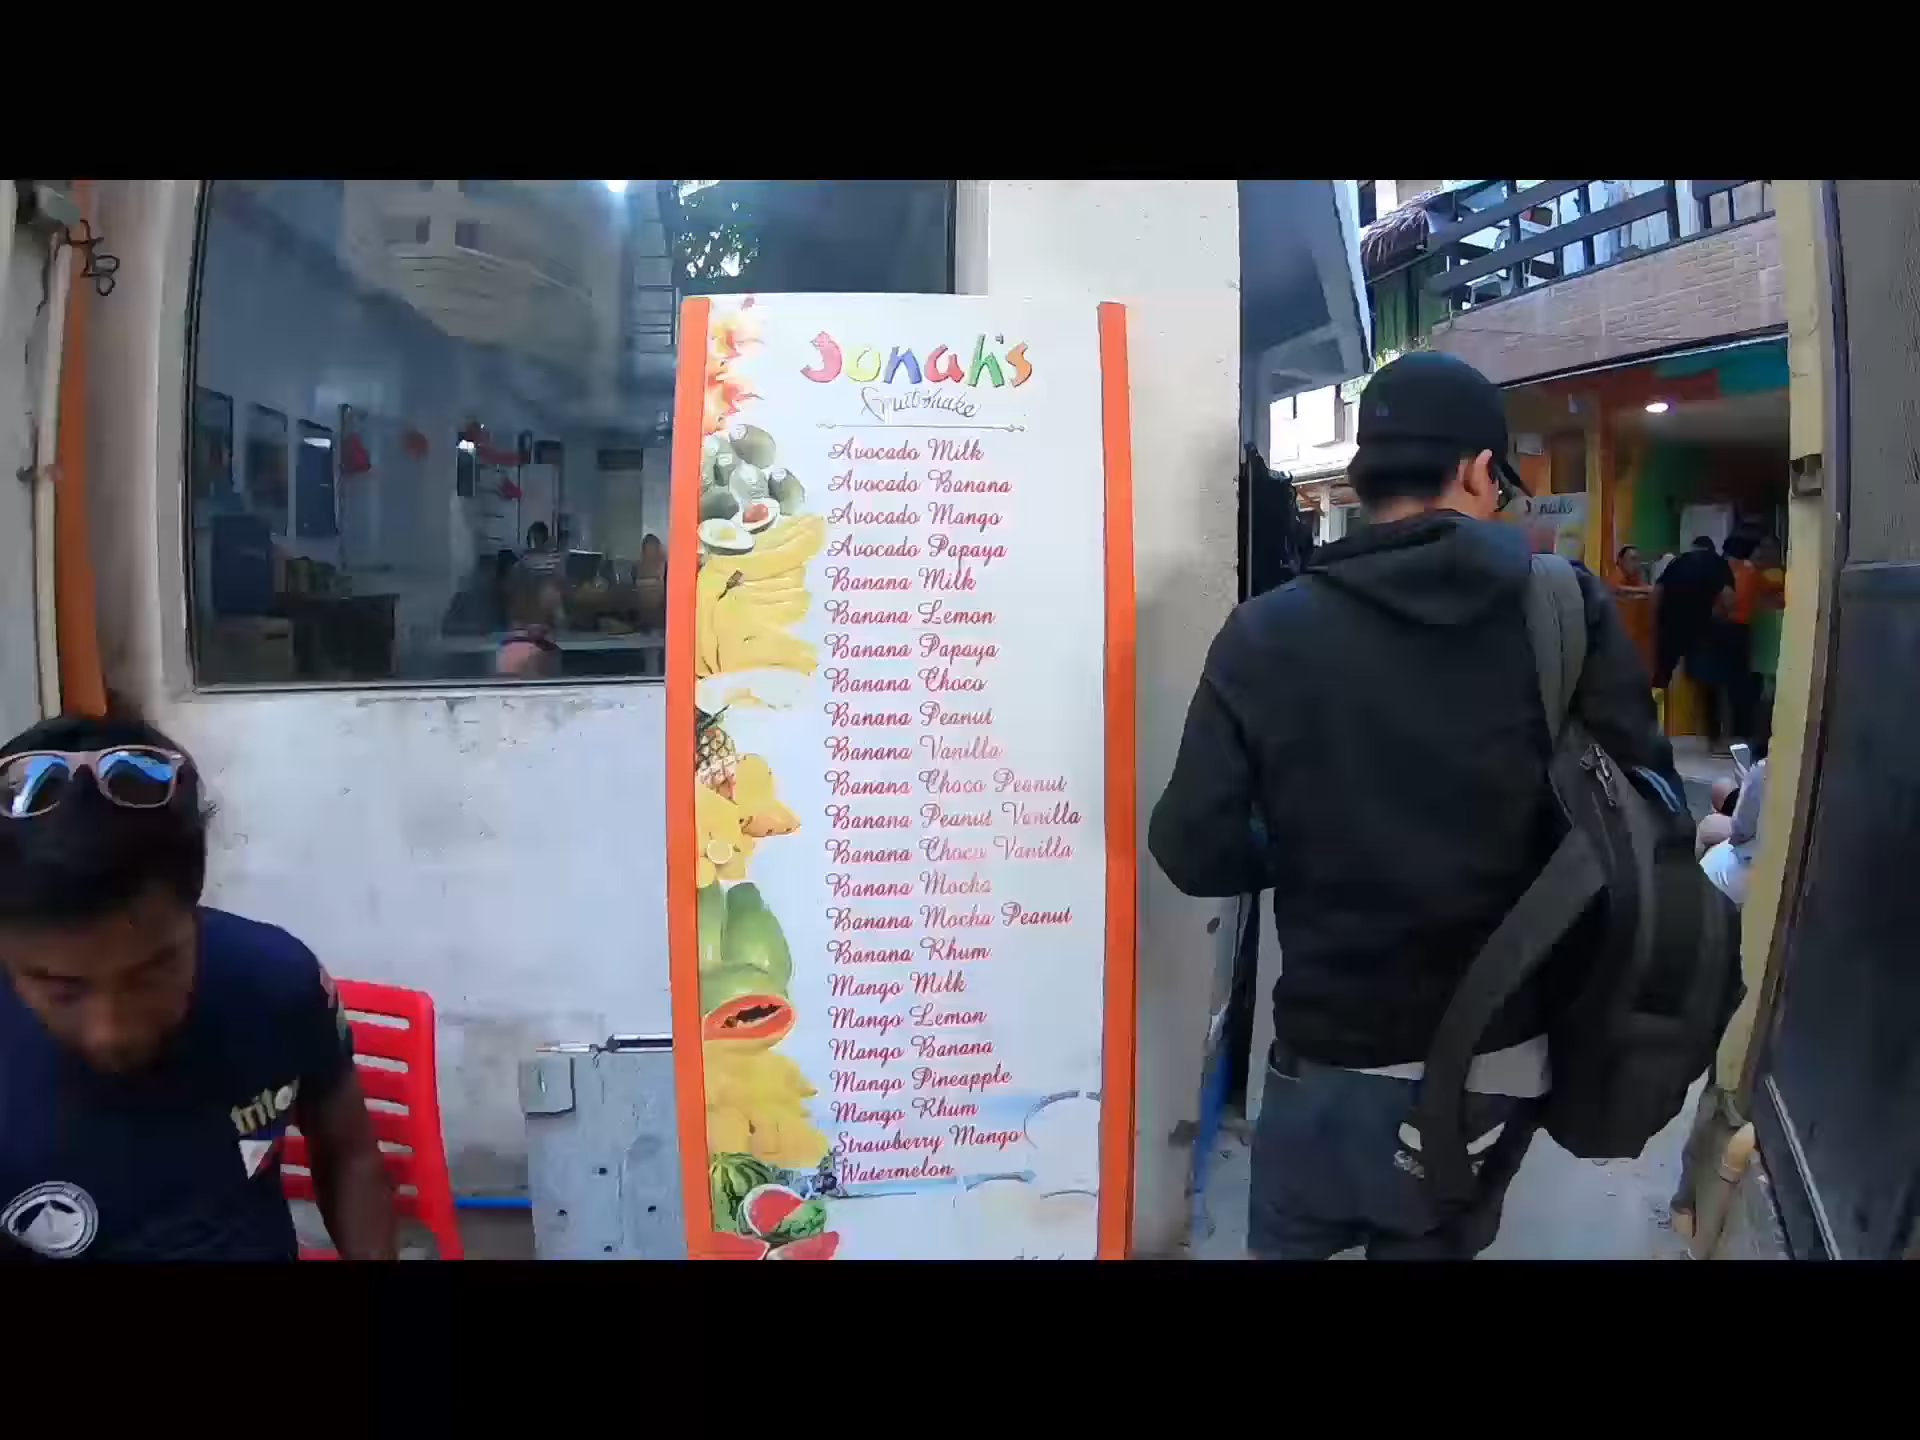 Jonah's
Fruitshake
Avocado Milk
Avocado Banana
Avocado Mango
Avocado Papaya
Banana Milk
Banana Lemon
Banana Papaya
Banana Choco
Banana Peanut
Banana Vanilla
Banana Choco Peanut
Banana Peanut Vanilla
Banana Choco Vanilla
Banana Mocha
Banana Mocha Peanut
Banana Rhum
Mango Milk
Mango Lemon
Mango Banana
Mango Pineapple
Mango Rhum
Strawberry Mango
Watermelon
Jonah's